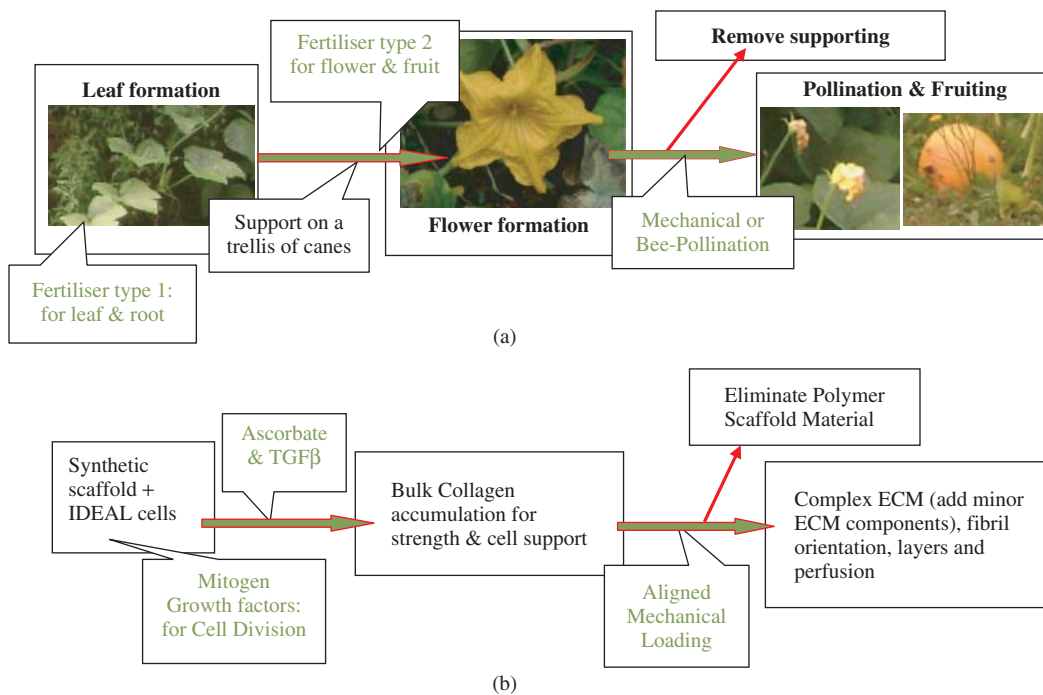 Leaf formation
Fertiliser type 1:
for leaf & root
Fertiliser type 2
for flower & fruit
Support on a
trellis of canes
Flower formation
Remove supporting
Mechanical or
Bee-Pollination
Pollination & Fruiting
(a)
Synthetic
scaffold +
IDEAL cells
Mitogen
Growth factors:
for Cell Division
Ascorbate
& TGFβ
Bulk Collagen
accumulation for
strength & cell support
Eliminate Polymer
Scaffold Material
Aligned
Mechanical
Loading
Complex ECM (add minor
ECM components), fibril
orientation, layers and
perfusion
(b)